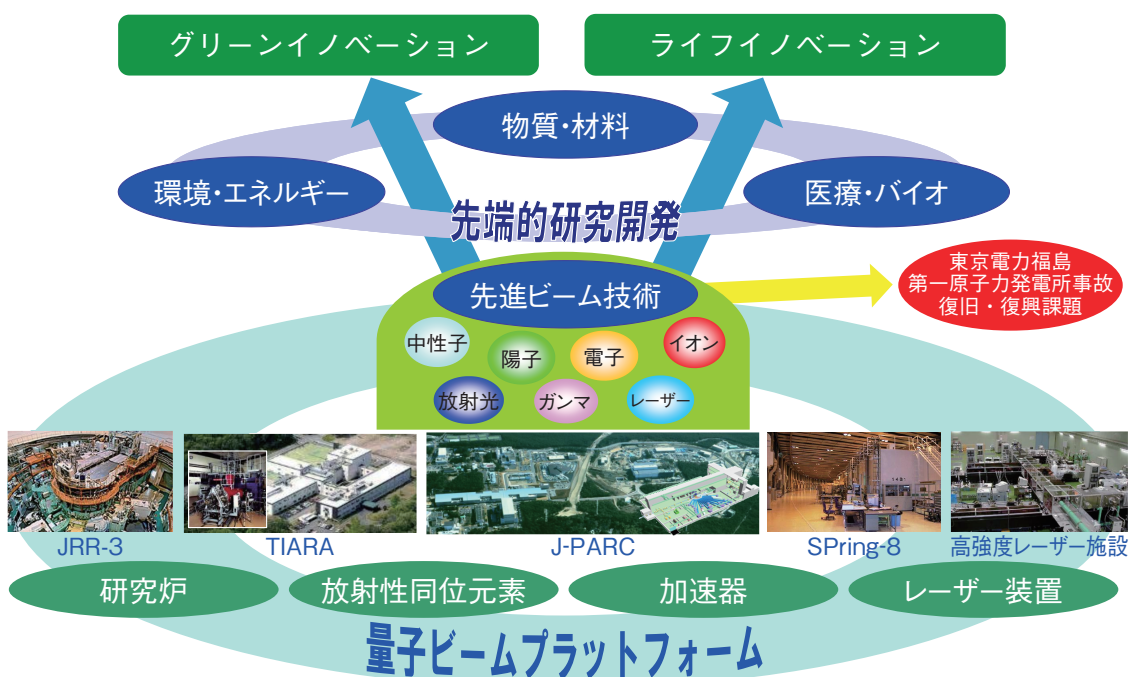 グリーンイノベーション
ライフイノベーション
物質・材料
環境・エネルギー
医療・バイオ
先端的研究開発
先進ビーム技術
東京電力福島
第一原子力発電所事故
復旧・復興課題
中性子
陽子
電子
イオン
放射光
ガンマ
レーザー
JRR-3
TIARA
J-PARC
SPring-8
高強度レーザー施設
研究炉
放射性同位元素
加速器
レーザー装置
量子ビームプラットフォーム